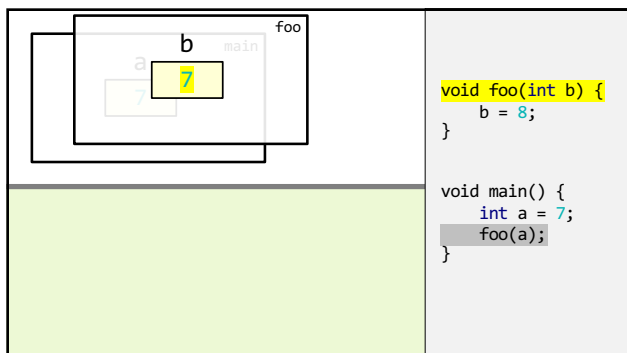 foo
b
main
a
7
7
void foo(int b) {
b = 8;
}
void main() {
int a = 7;
foo(a);
}